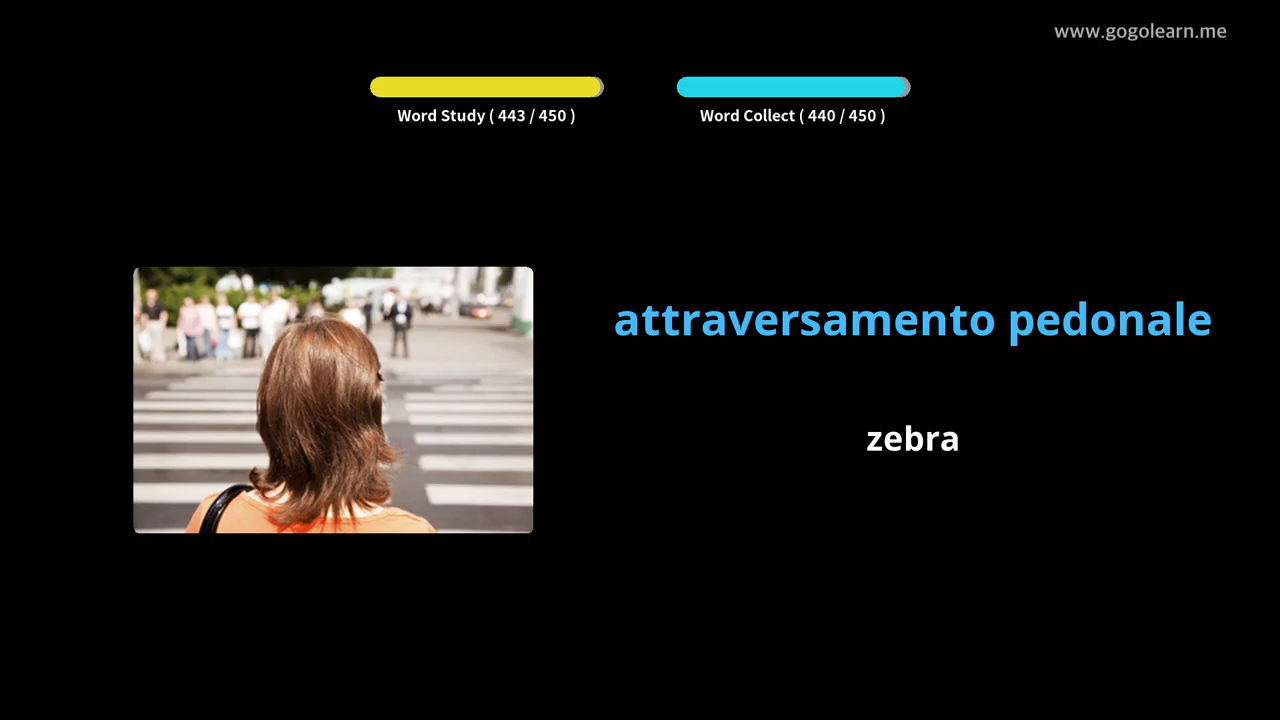 www.gogolearn.me
Word Study ( 443 / 450 )
Word Collect ( 440 / 450 )
attraversamento pedonale
zebra